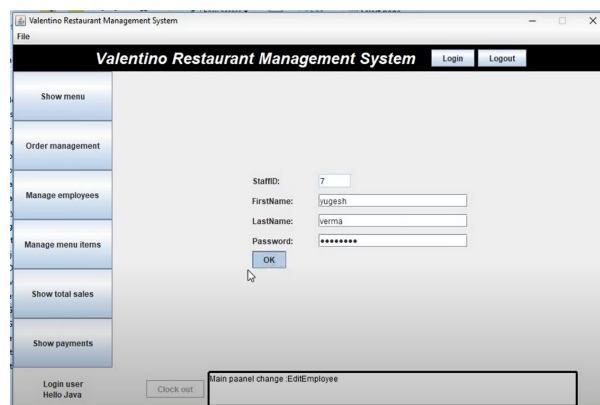 Valentino Restaurant Management System
File
Valentino Restaurant Management System
Login
Logout
Show menu
Order management
Manage employees
Manage menu items
Show total sales
Show payments
StaffID:
7
FirstName:
yugesh
LastName:
verma
Password:
••••••••
OK
Login user
Hello Java
Clock out
Main paanel change :EditEmployee